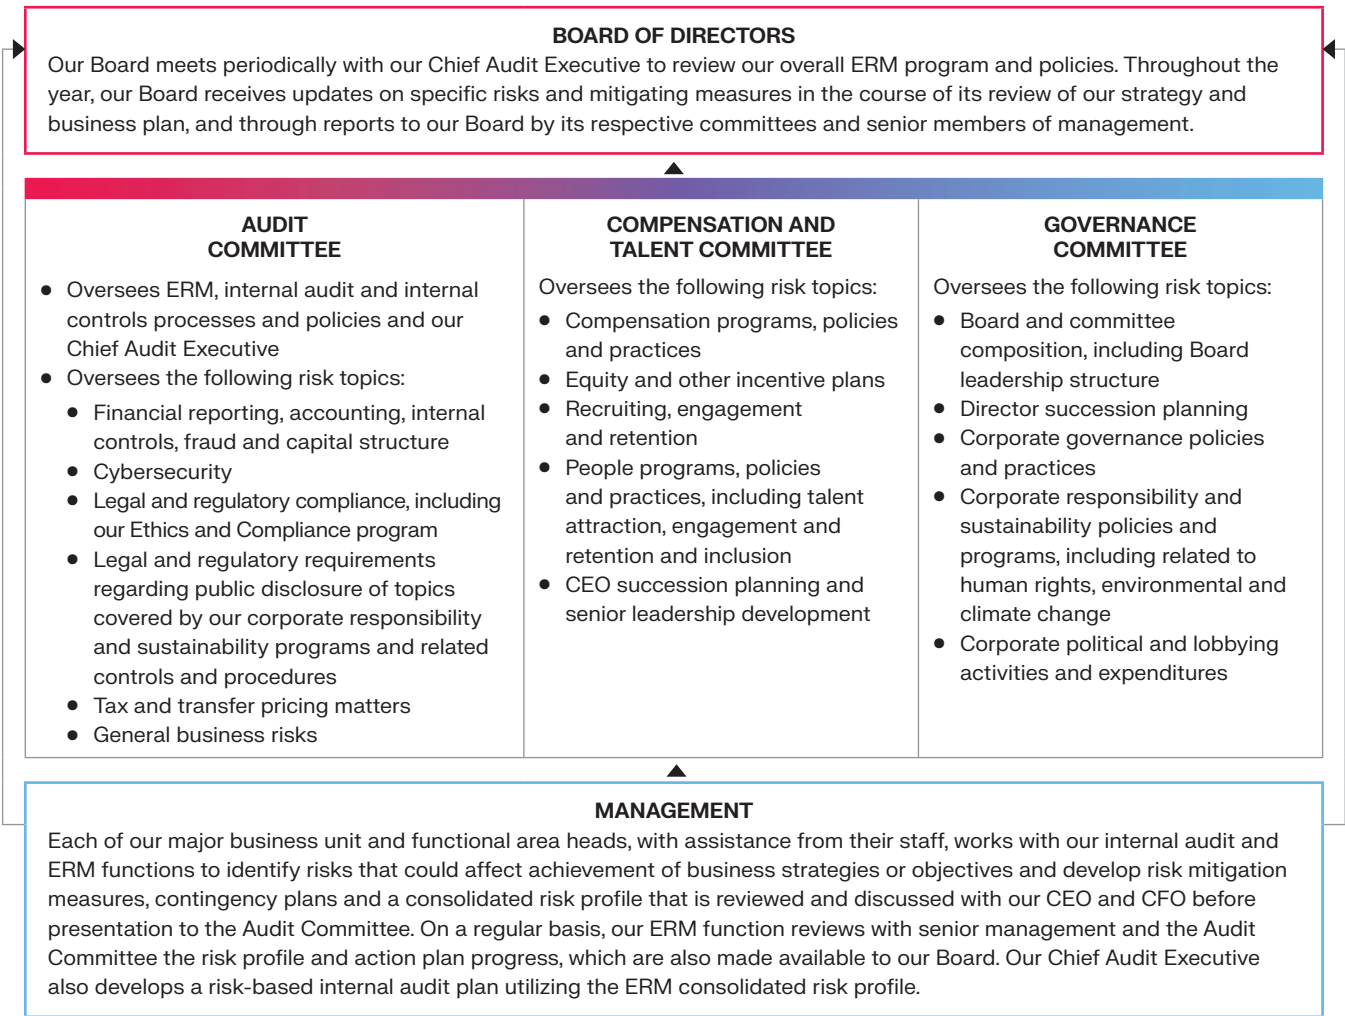 BOARD OF DIRECTORS
Our Board meets periodically with our Chief Audit Executive to review our overall ERM program and policies. Throughout the
year, our Board receives updates on specific risks and mitigating measures in the course of its review of our strategy and
business plan, and through reports to our Board by its respective committees and senior members of management.
AUDIT
COMMITTEE
● Oversees ERM, internal audit and internal
controls processes and policies and our
Chief Audit Executive
● Oversees the following risk topics:
● Financial reporting, accounting, internal
controls, fraud and capital structure
● Cybersecurity
● Legal and regulatory compliance, including
our Ethics and Compliance program
● Legal and regulatory requirements
regarding public disclosure of topics
covered by our corporate responsibility
and sustainability programs and related
controls and procedures
● Tax and transfer pricing matters
● General business risks
COMPENSATION AND
TALENT COMMITTEE
Oversees the following risk topics:
● Compensation programs, policies
and practices
● Equity and other incentive plans
● Recruiting, engagement
and retention
● People programs, policies
and practices, including talent
attraction, engagement and
retention and inclusion
● CEO succession planning and
senior leadership development
GOVERNANCE
COMMITTEE
Oversees the following risk topics:
● Board and committee
composition, including Board
leadership structure
● Director succession planning
● Corporate governance policies
and practices
● Corporate responsibility and
sustainability policies and
programs, including related to
human rights, environmental and
climate change
● Corporate political and lobbying
activities and expenditures
MANAGEMENT
Each of our major business unit and functional area heads, with assistance from their staff, works with our internal audit and
ERM functions to identify risks that could affect achievement of business strategies or objectives and develop risk mitigation
measures, contingency plans and a consolidated risk profile that is reviewed and discussed with our CEO and CFO before
presentation to the Audit Committee. On a regular basis, our ERM function reviews with senior management and the Audit
Committee the risk profile and action plan progress, which are also made available to our Board. Our Chief Audit Executive
also develops a risk-based internal audit plan utilizing the ERM consolidated risk profile.